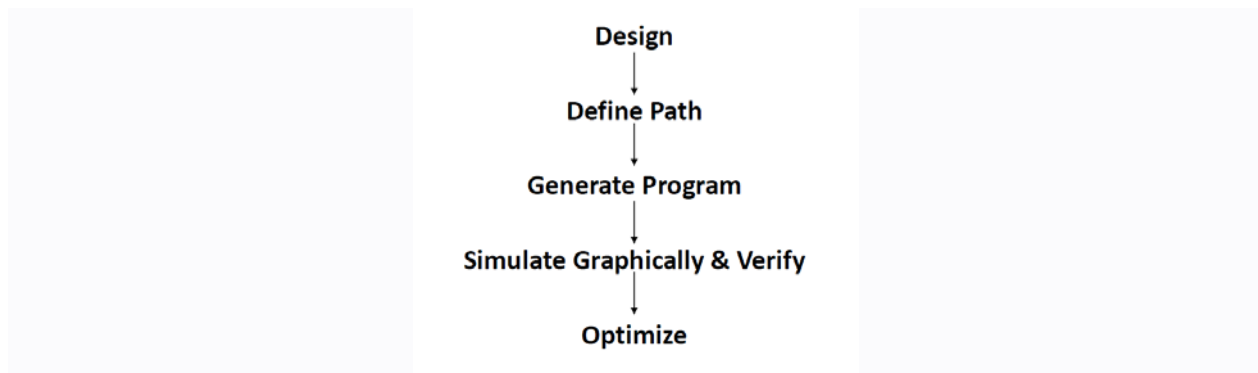 Design
Define Path
Generate Program
Simulate Graphically & Verify
Optimize